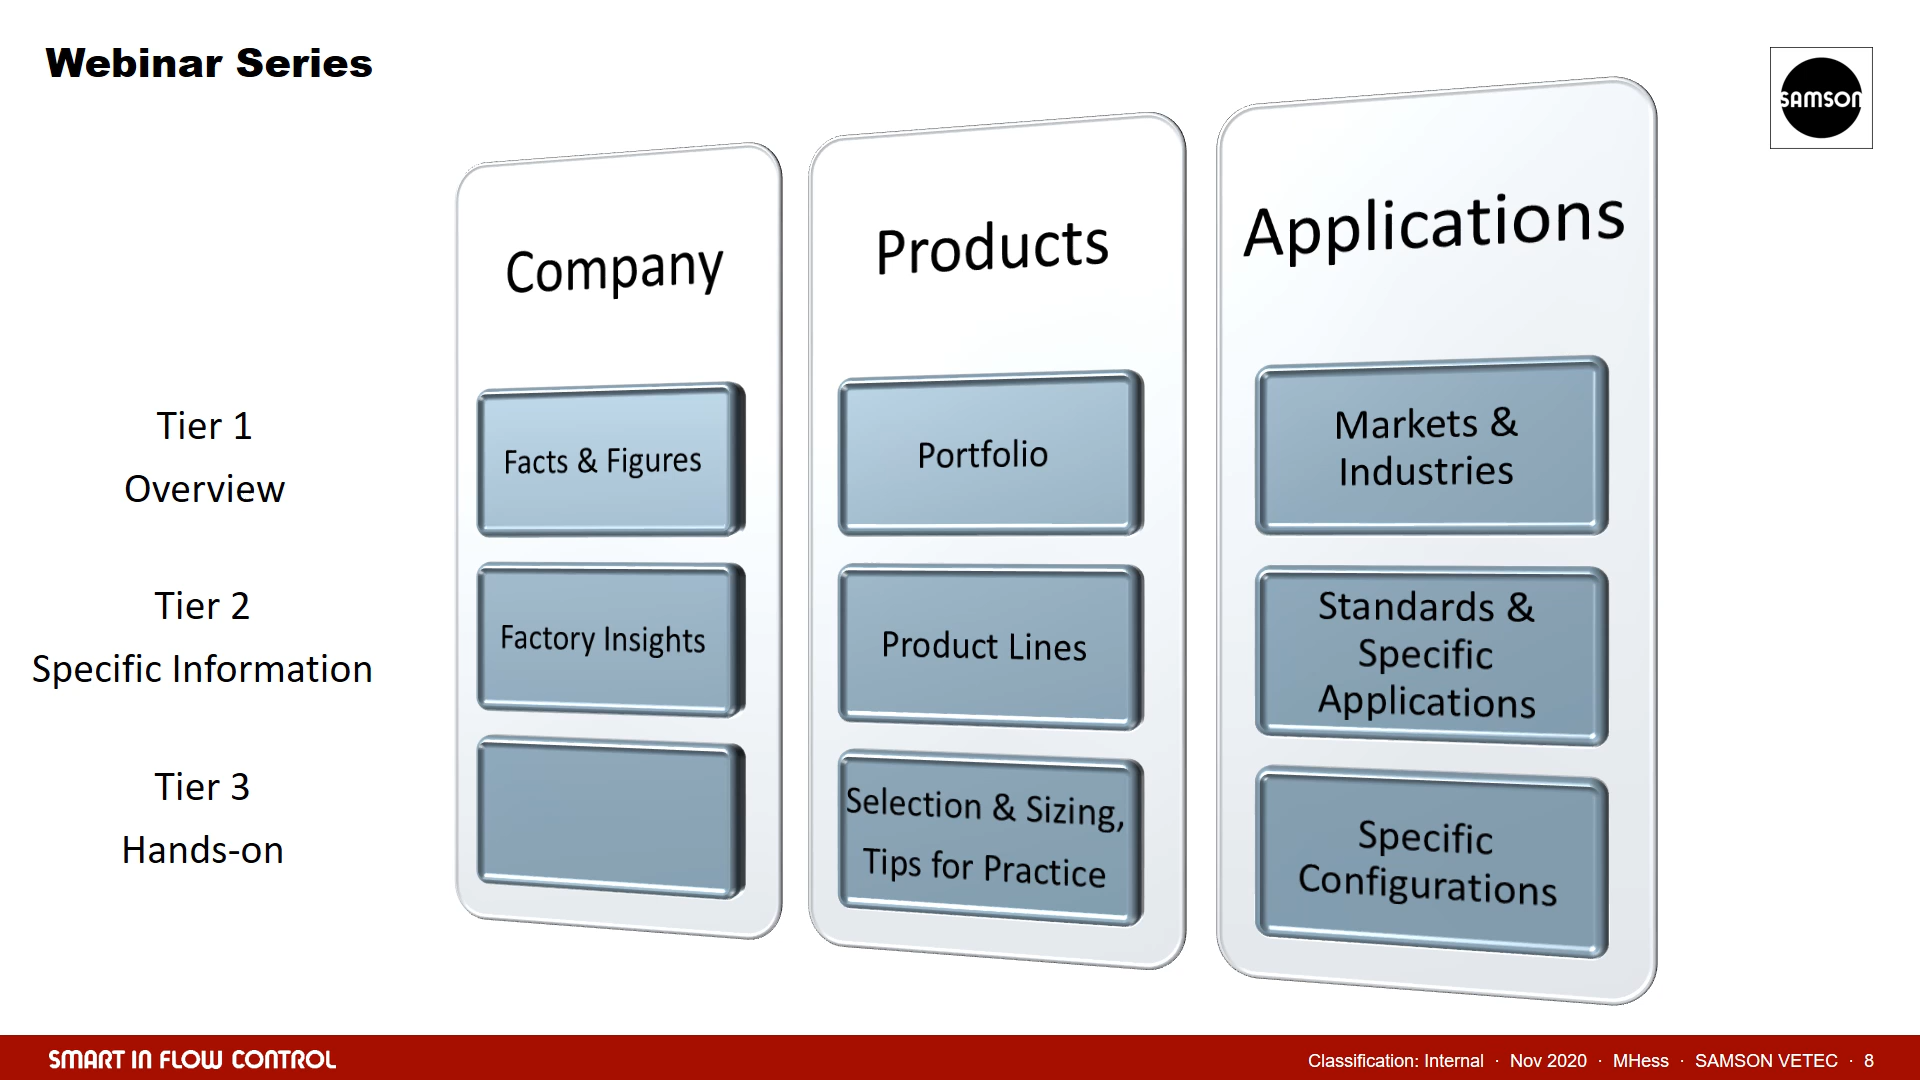 Webinar Series
SAMSON
Company
Products
Applications
Tier 1
Overview
Facts & Figures
Portfolio
Markets &
Industries
Tier 2
Specific Information
Factory Insights
Product Lines
Standards &
Specific
Applications
Tier 3
Hands-on
Selection & Sizing,
Tips for Practice
Specific
Configurations
SMART IN FLOW CONTROL
Classification: Internal · Nov 2020 · MHess · SAMSON VETEC · 8